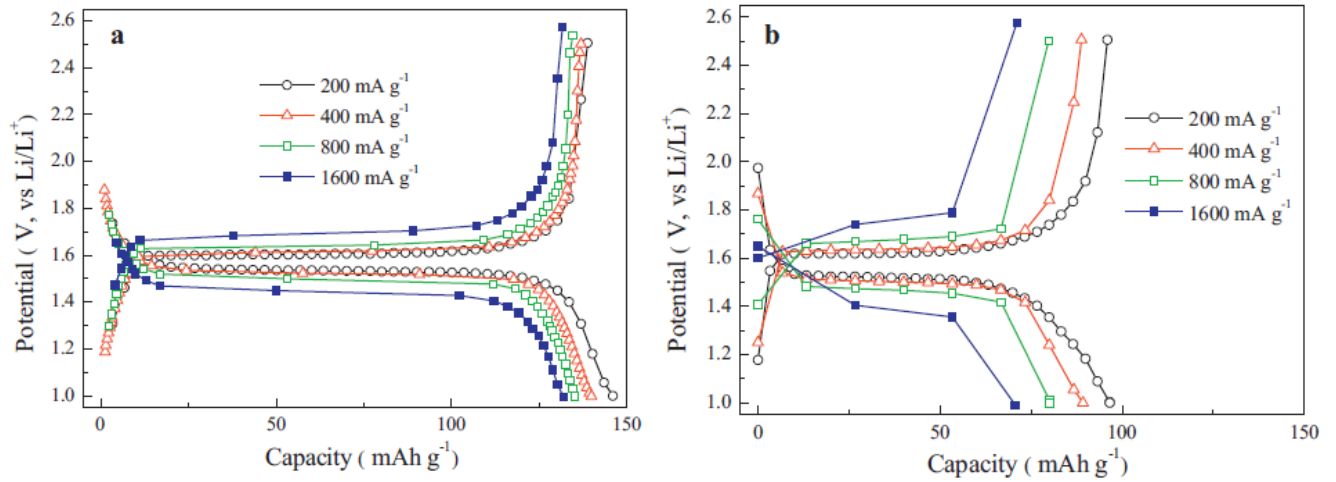 a
200 mA g⁻¹
400 mA g⁻¹
800 mA g⁻¹
1600 mA g⁻¹
2.6
2.4
2.2
2.0
1.8
1.6
1.4
1.2
1.0
0
50
100
150
Potential ( V, vs Li/Li⁺)
Capacity ( mAh g⁻¹)
b
200 mA g⁻¹
400 mA g⁻¹
800 mA g⁻¹
1600 mA g⁻¹
2.6
2.4
2.2
2.0
1.8
1.6
1.4
1.2
1.0
0
50
100
150
Potential ( V, vs Li/Li⁺)
Capacity ( mAh g⁻¹)